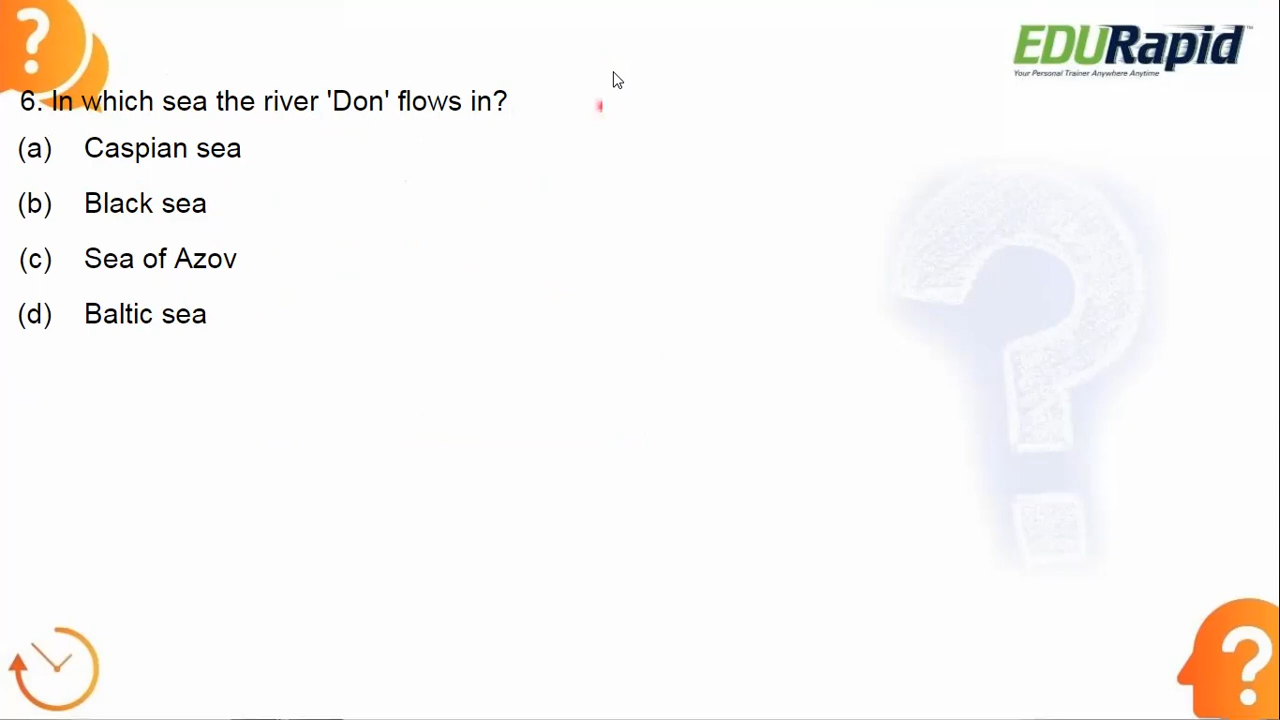 EDURapid™
Your Personal Trainer Anywhere Anytime
6. In which sea the river 'Don' flows in?
(a) Caspian sea
(b) Black sea
(c) Sea of Azov
(d) Baltic sea